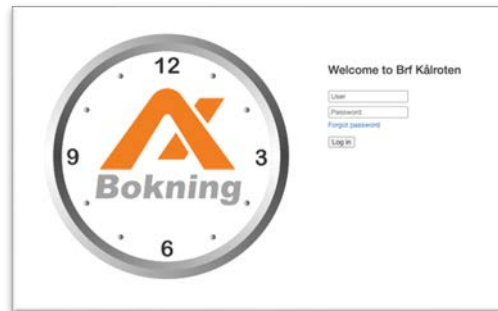 12
9
3
Bokning
6
Welcome to Brf Kålroten
User
Password
Forgot password
Log in